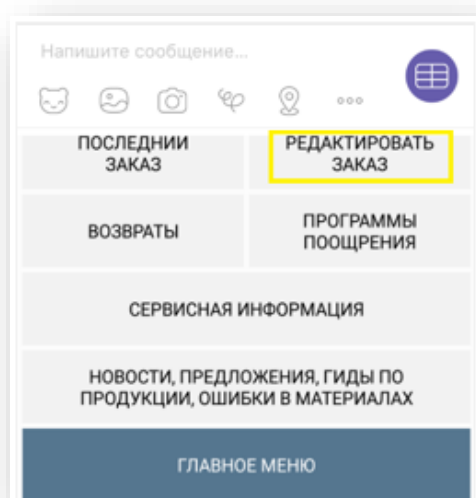 Напишите сообщение...
ПОСЛЕДНИЙ
ЗАКАЗ
РЕДАКТИРОВАТЬ
ЗАКАЗ
ВОЗВРАТЫ
ПРОГРАММЫ
ПООЩРЕНИЯ
СЕРВИСНАЯ ИНФОРМАЦИЯ
НОВОСТИ, ПРЕДЛОЖЕНИЯ, ГИДЫ ПО
ПРОДУКЦИИ, ОШИБКИ В МАТЕРИАЛАХ
ГЛАВНОЕ МЕНЮ